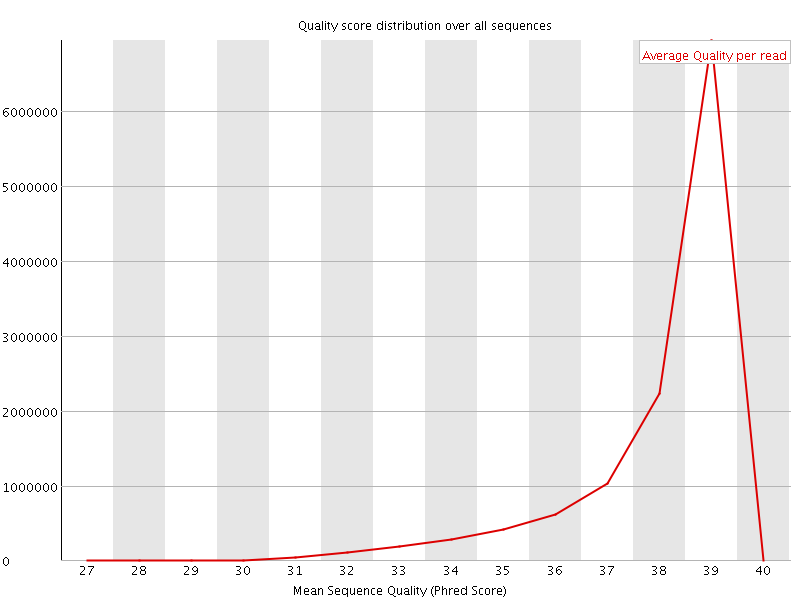 Quality score distribution over all sequences
Average Quality per read
6000000
5000000
4000000
3000000
2000000
1000000
0
27 28 29 30 31 32 33 34 35 36 37 38 39 40
Mean Sequence Quality (Phred Score)